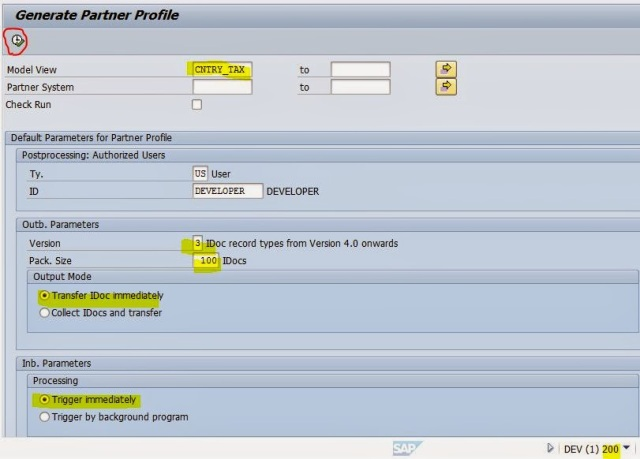 Generate Partner Profile
Model View CNTRY_TAX to
Partner System to
Check Run
Default Parameters for Partner Profile
Postprocessing: Authorized Users
Ty. US User
ID DEVELOPER DEVELOPER
Outb. Parameters
Version 3 IDoc record types from Version 4.0 onwards
Pack. Size 100 IDocs
Output Mode
Transfer IDoc immediately
Collect IDocs and transfer
Inb. Parameters
Processing
Trigger immediately
Trigger by background program
SAP DEV (1) 200